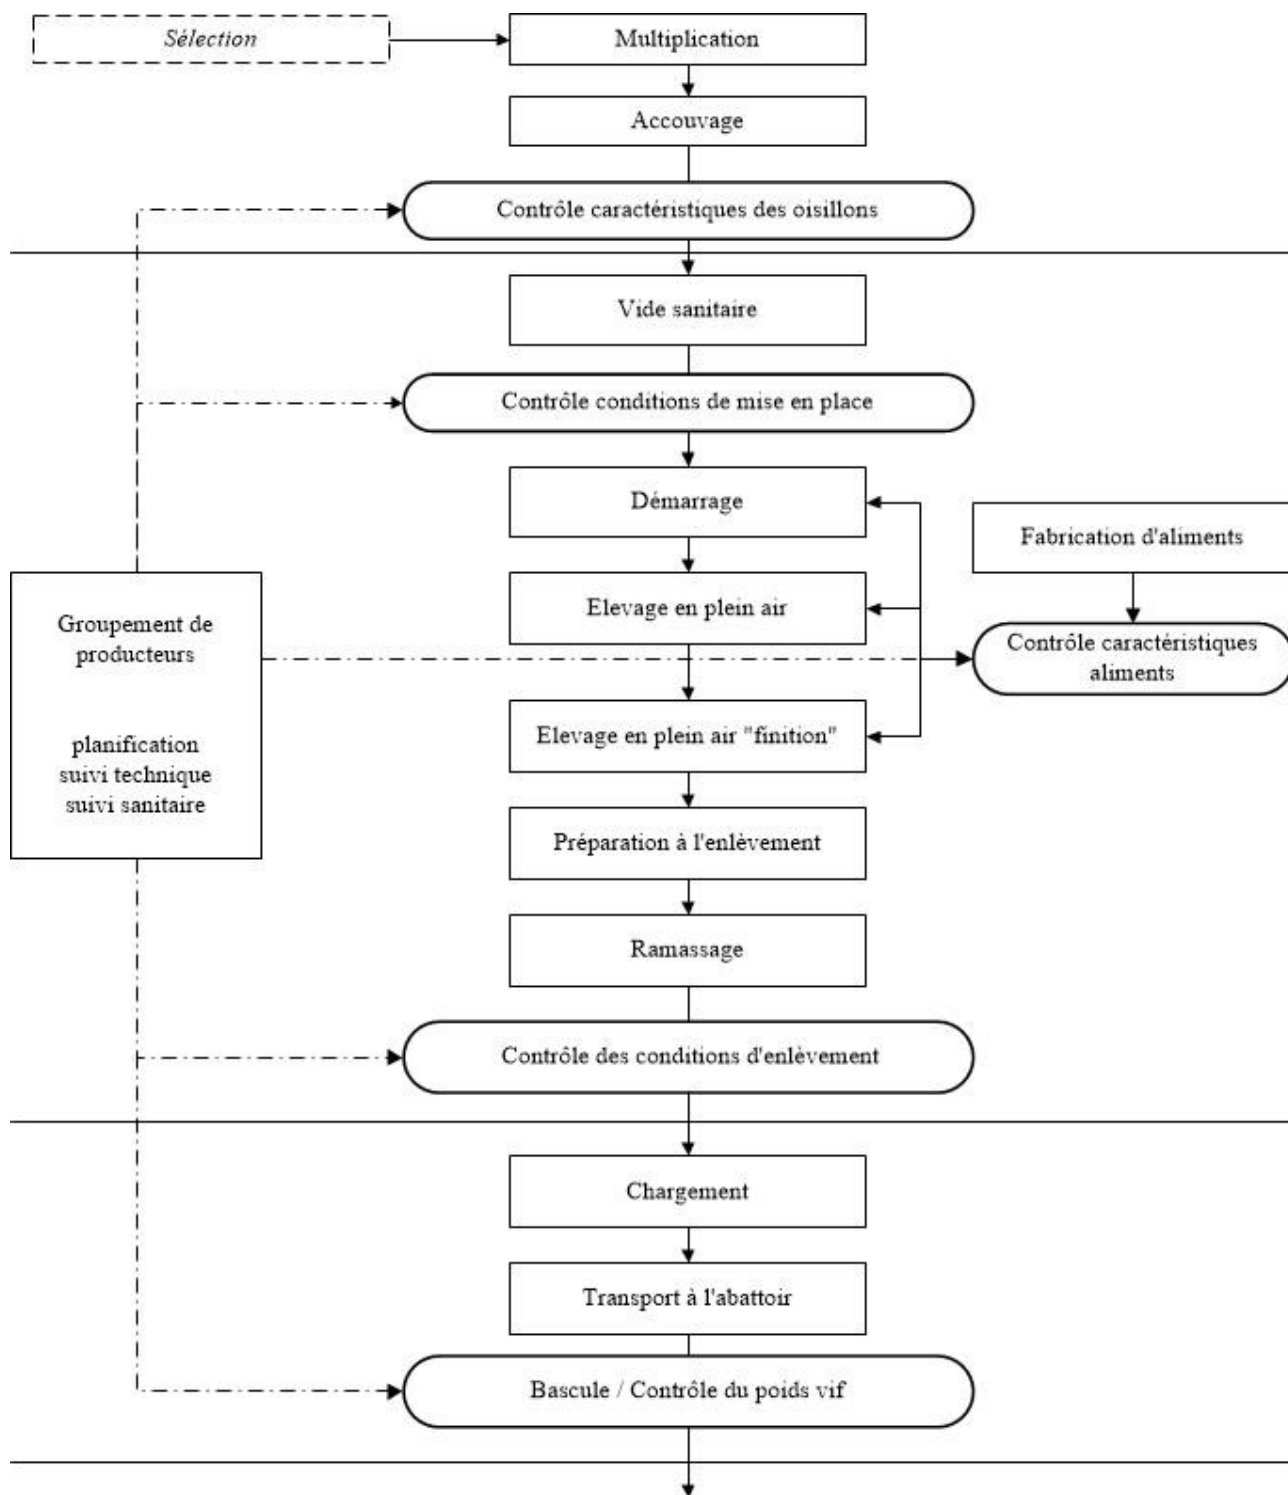 Sélection
Multiplication
Accouvage
Contrôle caractéristiques des oisillons
Vide sanitaire
Contrôle conditions de mise en place
Démarrage
Fabrication d'aliments
Elevage en plein air
Groupement de
producteurs
Contrôle caractéristiques
aliments
planification
suivi technique
suivi sanitaire
Elevage en plein air "finition"
Préparation à l'enlèvement
Ramassage
Contrôle des conditions d'enlèvement
Chargement
Transport à l'abattoir
Bascule / Contrôle du poids vif